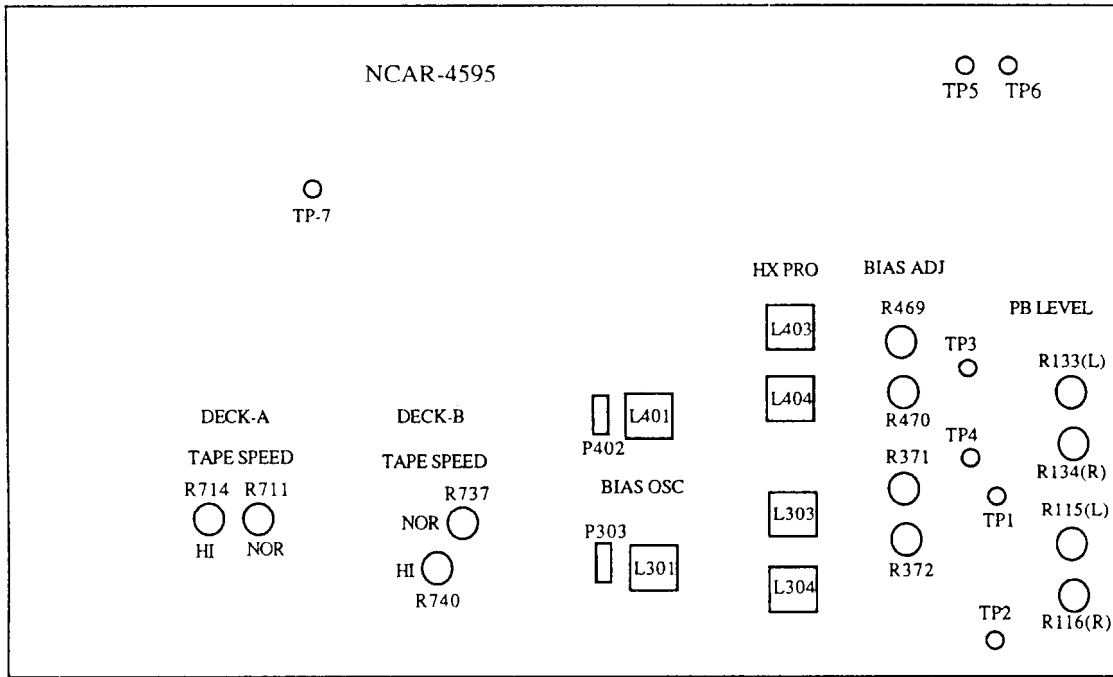 NCAR-4595
TP5 TP6
TP-7
HX PRO BIAS ADJ
L403 R469 PB LEVEL
TP3 R133(L)
L404 R470
DECK-A DECK-B
P402 L401
TP4 R134(R)
TAPE SPEED TAPE SPEED
R371
R714 R711 R737
BIAS OSC
L303 TP1 R115(L)
HI NOR NOR
P303
HI L301 R372
R740
L304
TP2 R116(R)